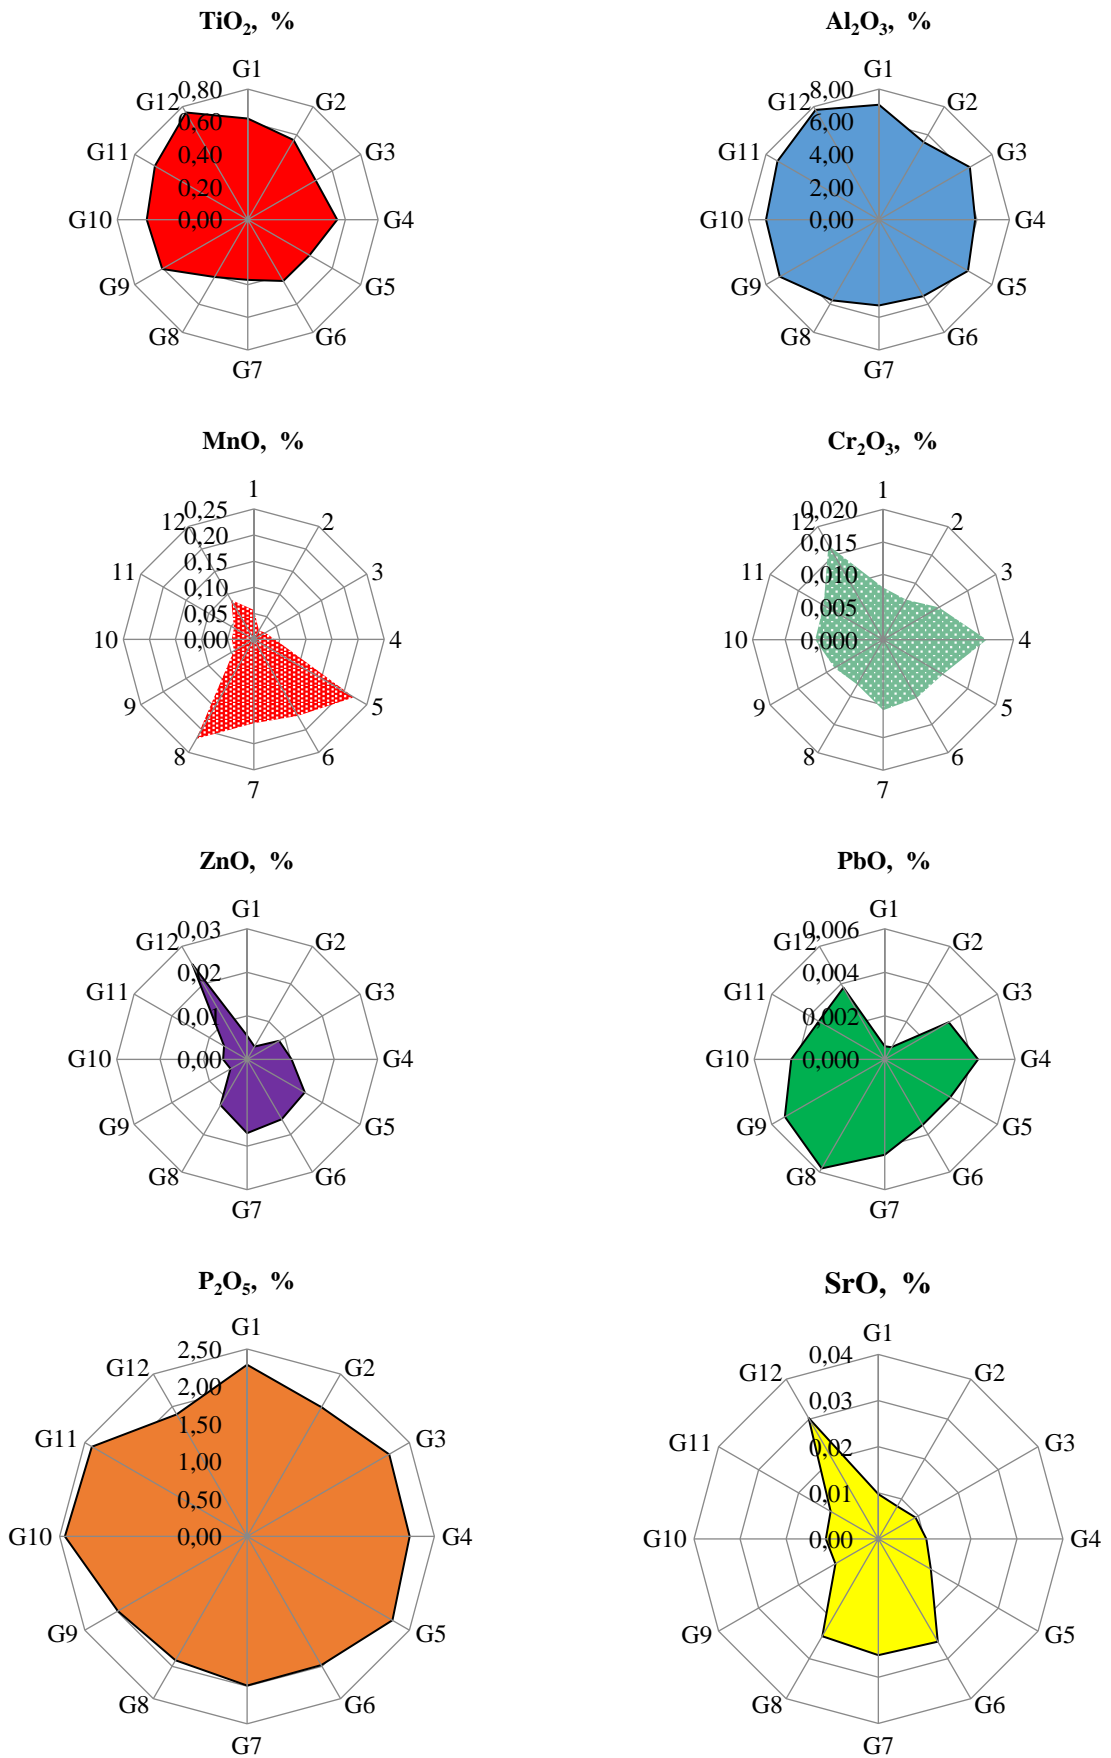 TiO₂, %
G1
G2
G3
G4
G5
G6
G7
G8
G9
G10
G11
G12
0,80
0,60
0,40
0,20
0,00
Al₂O₃, %
G1
G2
G3
G4
G5
G6
G7
G8
G9
G10
G11
G12
8,00
6,00
4,00
2,00
0,00
MnO, %
1
2
3
4
5
6
7
8
9
10
11
12
0,25
0,20
0,15
0,10
0,05
0,00
Cr₂O₃, %
1
2
3
4
5
6
7
8
9
10
11
12
0,020
0,015
0,010
0,005
0,000
ZnO, %
G1
G2
G3
G4
G5
G6
G7
G8
G9
G10
G11
G12
0,03
0,02
0,01
0,00
PbO, %
G1
G2
G3
G4
G5
G6
G7
G8
G9
G10
G11
G12
0,006
0,004
0,002
0,000
P₂O₅, %
G1
G2
G3
G4
G5
G6
G7
G8
G9
G10
G11
G12
2,50
2,00
1,50
1,00
0,50
0,00
SrO, %
G1
G2
G3
G4
G5
G6
G7
G8
G9
G10
G11
G12
0,04
0,03
0,02
0,01
0,00